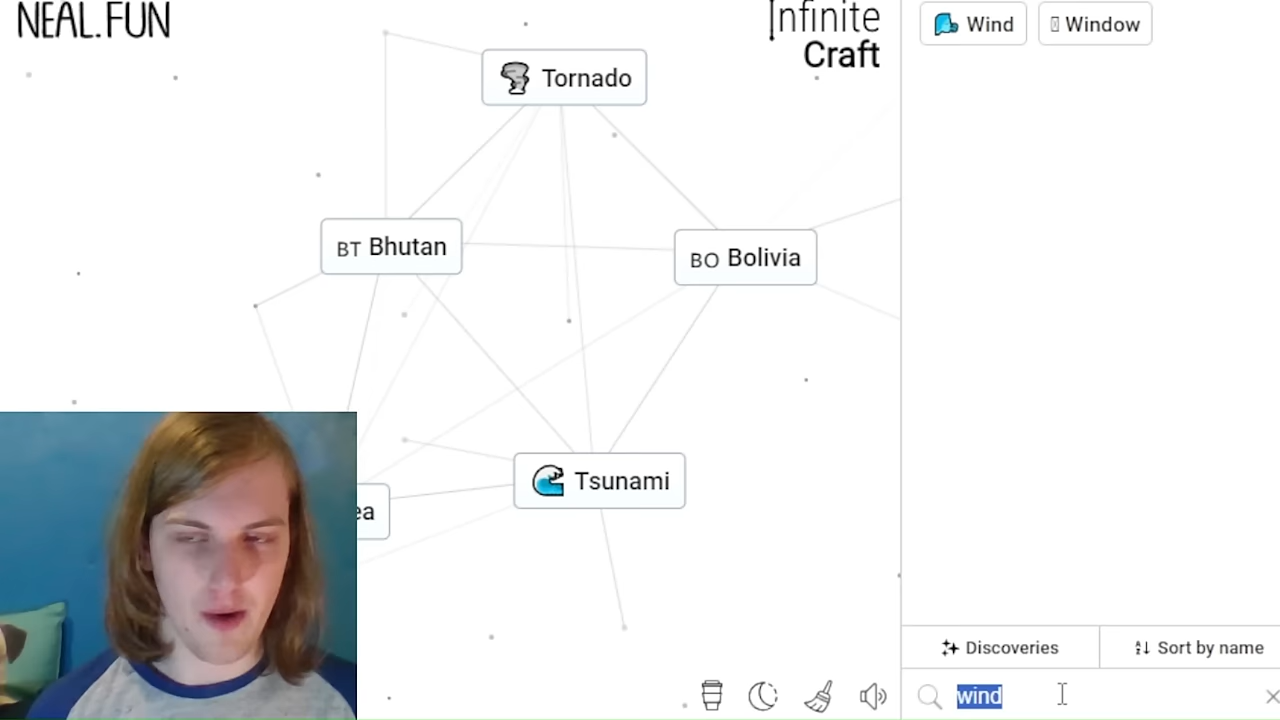 NEAL.FUN
Infinite
Craft
Wind
Window
Tornado
BT Bhutan
BO Bolivia
Tsunami
ea
Discoveries
Sort by name
wind